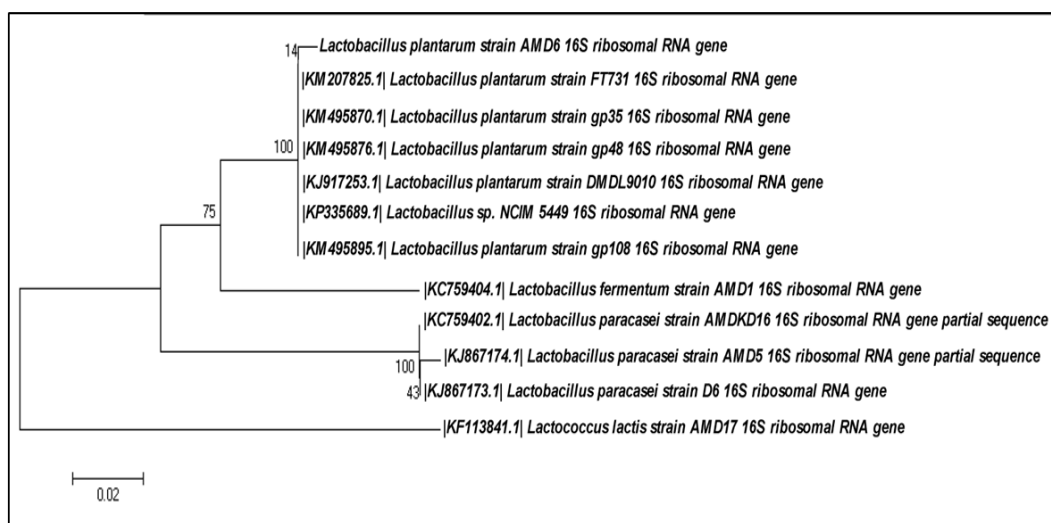 14
Lactobacillus plantarum strain AMD6 16S ribosomal RNA gene
|KM207825.1| Lactobacillus plantarum strain FT731 16S ribosomal RNA gene
|KM495870.1| Lactobacillus plantarum strain gp35 16S ribosomal RNA gene
100
|KM495876.1| Lactobacillus plantarum strain gp48 16S ribosomal RNA gene
|KJ917253.1| Lactobacillus plantarum strain DMDL9010 16S ribosomal RNA gene
75
|KP335689.1| Lactobacillus sp. NCIM 5449 16S ribosomal RNA gene
|KM495895.1| Lactobacillus plantarum strain gp108 16S ribosomal RNA gene
|KC759404.1| Lactobacillus fermentum strain AMD1 16S ribosomal RNA gene
|KC759402.1| Lactobacillus paracasei strain AMDKD16 16S ribosomal RNA gene partial sequence
|KJ867174.1| Lactobacillus paracasei strain AMD5 16S ribosomal RNA gene partial sequence
100
43
|KJ867173.1| Lactobacillus paracasei strain D6 16S ribosomal RNA gene
|KF113841.1| Lactococcus lactis strain AMD17 16S ribosomal RNA gene
0.02